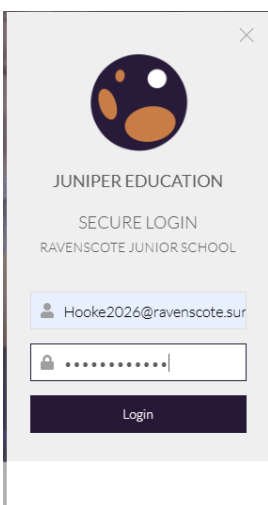 JUNIPER EDUCATION
SECURE LOGIN
RAVENSCOTE JUNIOR SCHOOL
Hooke2026@ravenscote.sur
••••••••••••
Login